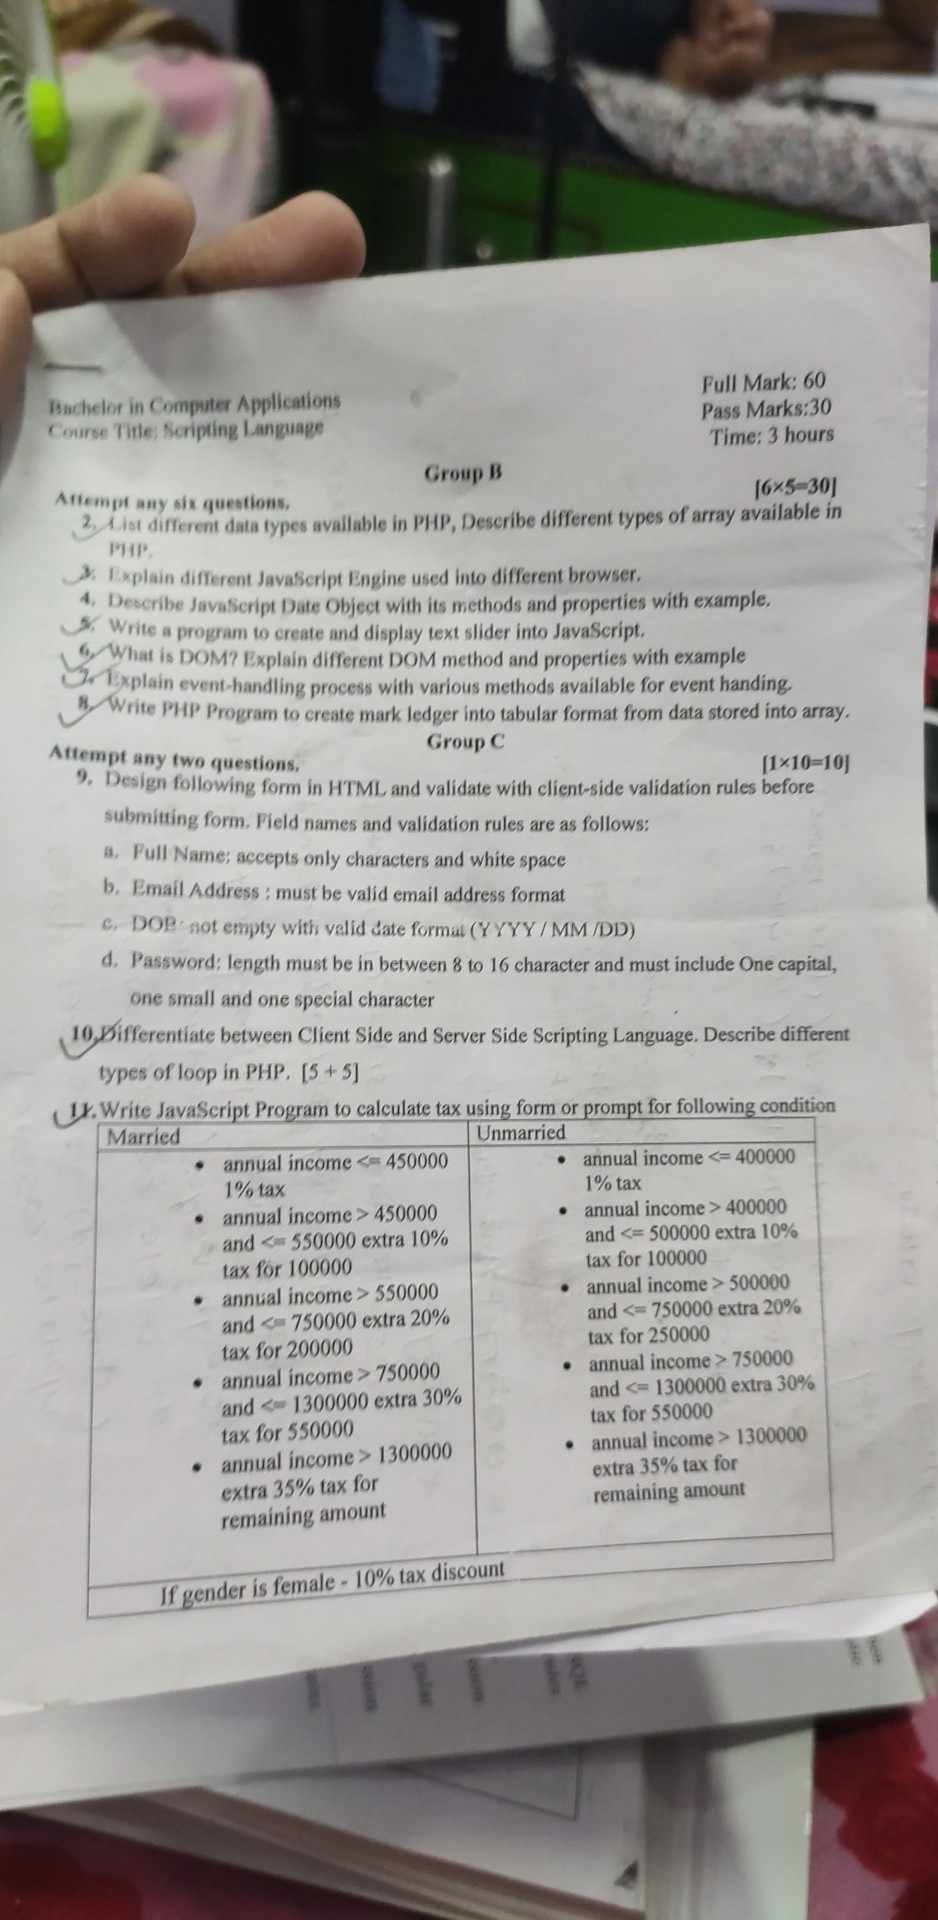 Bachelor in Computer Applications
Course Title: Scripting Language
Full Mark: 60
Pass Marks:30
Time: 3 hours
Group B
Attempt any six questions.
[6×5=30]
2. List different data types available in PHP, Describe different types of array available in
PHP.
3. Explain different JavaScript Engine used into different browser.
4. Describe JavaScript Date Object with its methods and properties with example.
5. Write a program to create and display text slider into JavaScript.
6. What is DOM? Explain different DOM method and properties with example
7. Explain event-handling process with various methods available for event handing.
8. Write PHP Program to create mark ledger into tabular format from data stored into array.
Group C
Attempt any two questions.
[1×10=10]
9. Design following form in HTML and validate with client-side validation rules before
submitting form. Field names and validation rules are as follows:
a. Full Name: accepts only characters and white space
b. Email Address : must be valid email address format
c. DOB: not empty with valid date format (YYYY / MM /DD)
d. Password: length must be in between 8 to 16 character and must include One capital,
one small and one special character
10. Differentiate between Client Side and Server Side Scripting Language. Describe different
types of loop in PHP. [5 + 5]
11. Write JavaScript Program to calculate tax using form or prompt for following condition
Married
• annual income <= 450000
1% tax
• annual income > 450000
and <= 550000 extra 10%
tax for 100000
• annual income > 550000
and <= 750000 extra 20%
tax for 200000
• annual income > 750000
and <= 1300000 extra 30%
tax for 550000
• annual income > 1300000
extra 35% tax for
remaining amount
Unmarried
• annual income <= 400000
1% tax
• annual income > 400000
and <= 500000 extra 10%
tax for 100000
• annual income > 500000
and <= 750000 extra 20%
tax for 250000
• annual income > 750000
and <= 1300000 extra 30%
tax for 550000
• annual income > 1300000
extra 35% tax for
remaining amount
If gender is female - 10% tax discount